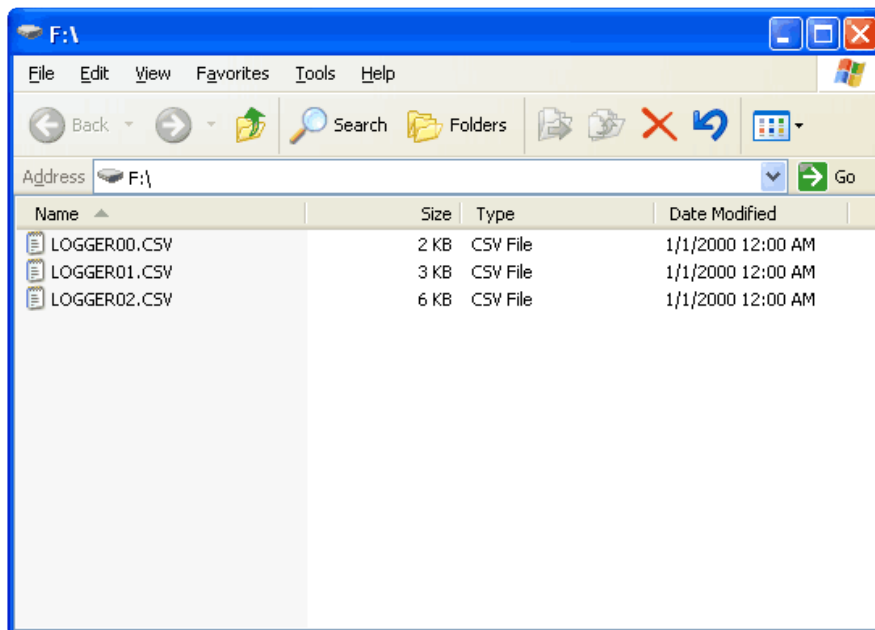 F:\
File Edit View Favorites Tools Help
Back Search Folders
Address F:\ Go
Name Size Type Date Modified
LOGGER00.CSV 2 KB CSV File 1/1/2000 12:00 AM
LOGGER01.CSV 3 KB CSV File 1/1/2000 12:00 AM
LOGGER02.CSV 6 KB CSV File 1/1/2000 12:00 AM